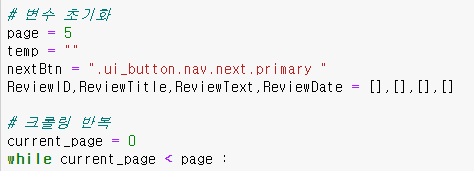 # 변수 초기화
page = 5
temp = ""
nextBtn = ".ui_button.nav.next.primary "
ReviewID,ReviewTitle,ReviewText,ReviewDate = [],[],[],[]
# 크롤링 반복
current_page = 0
while current_page < page :